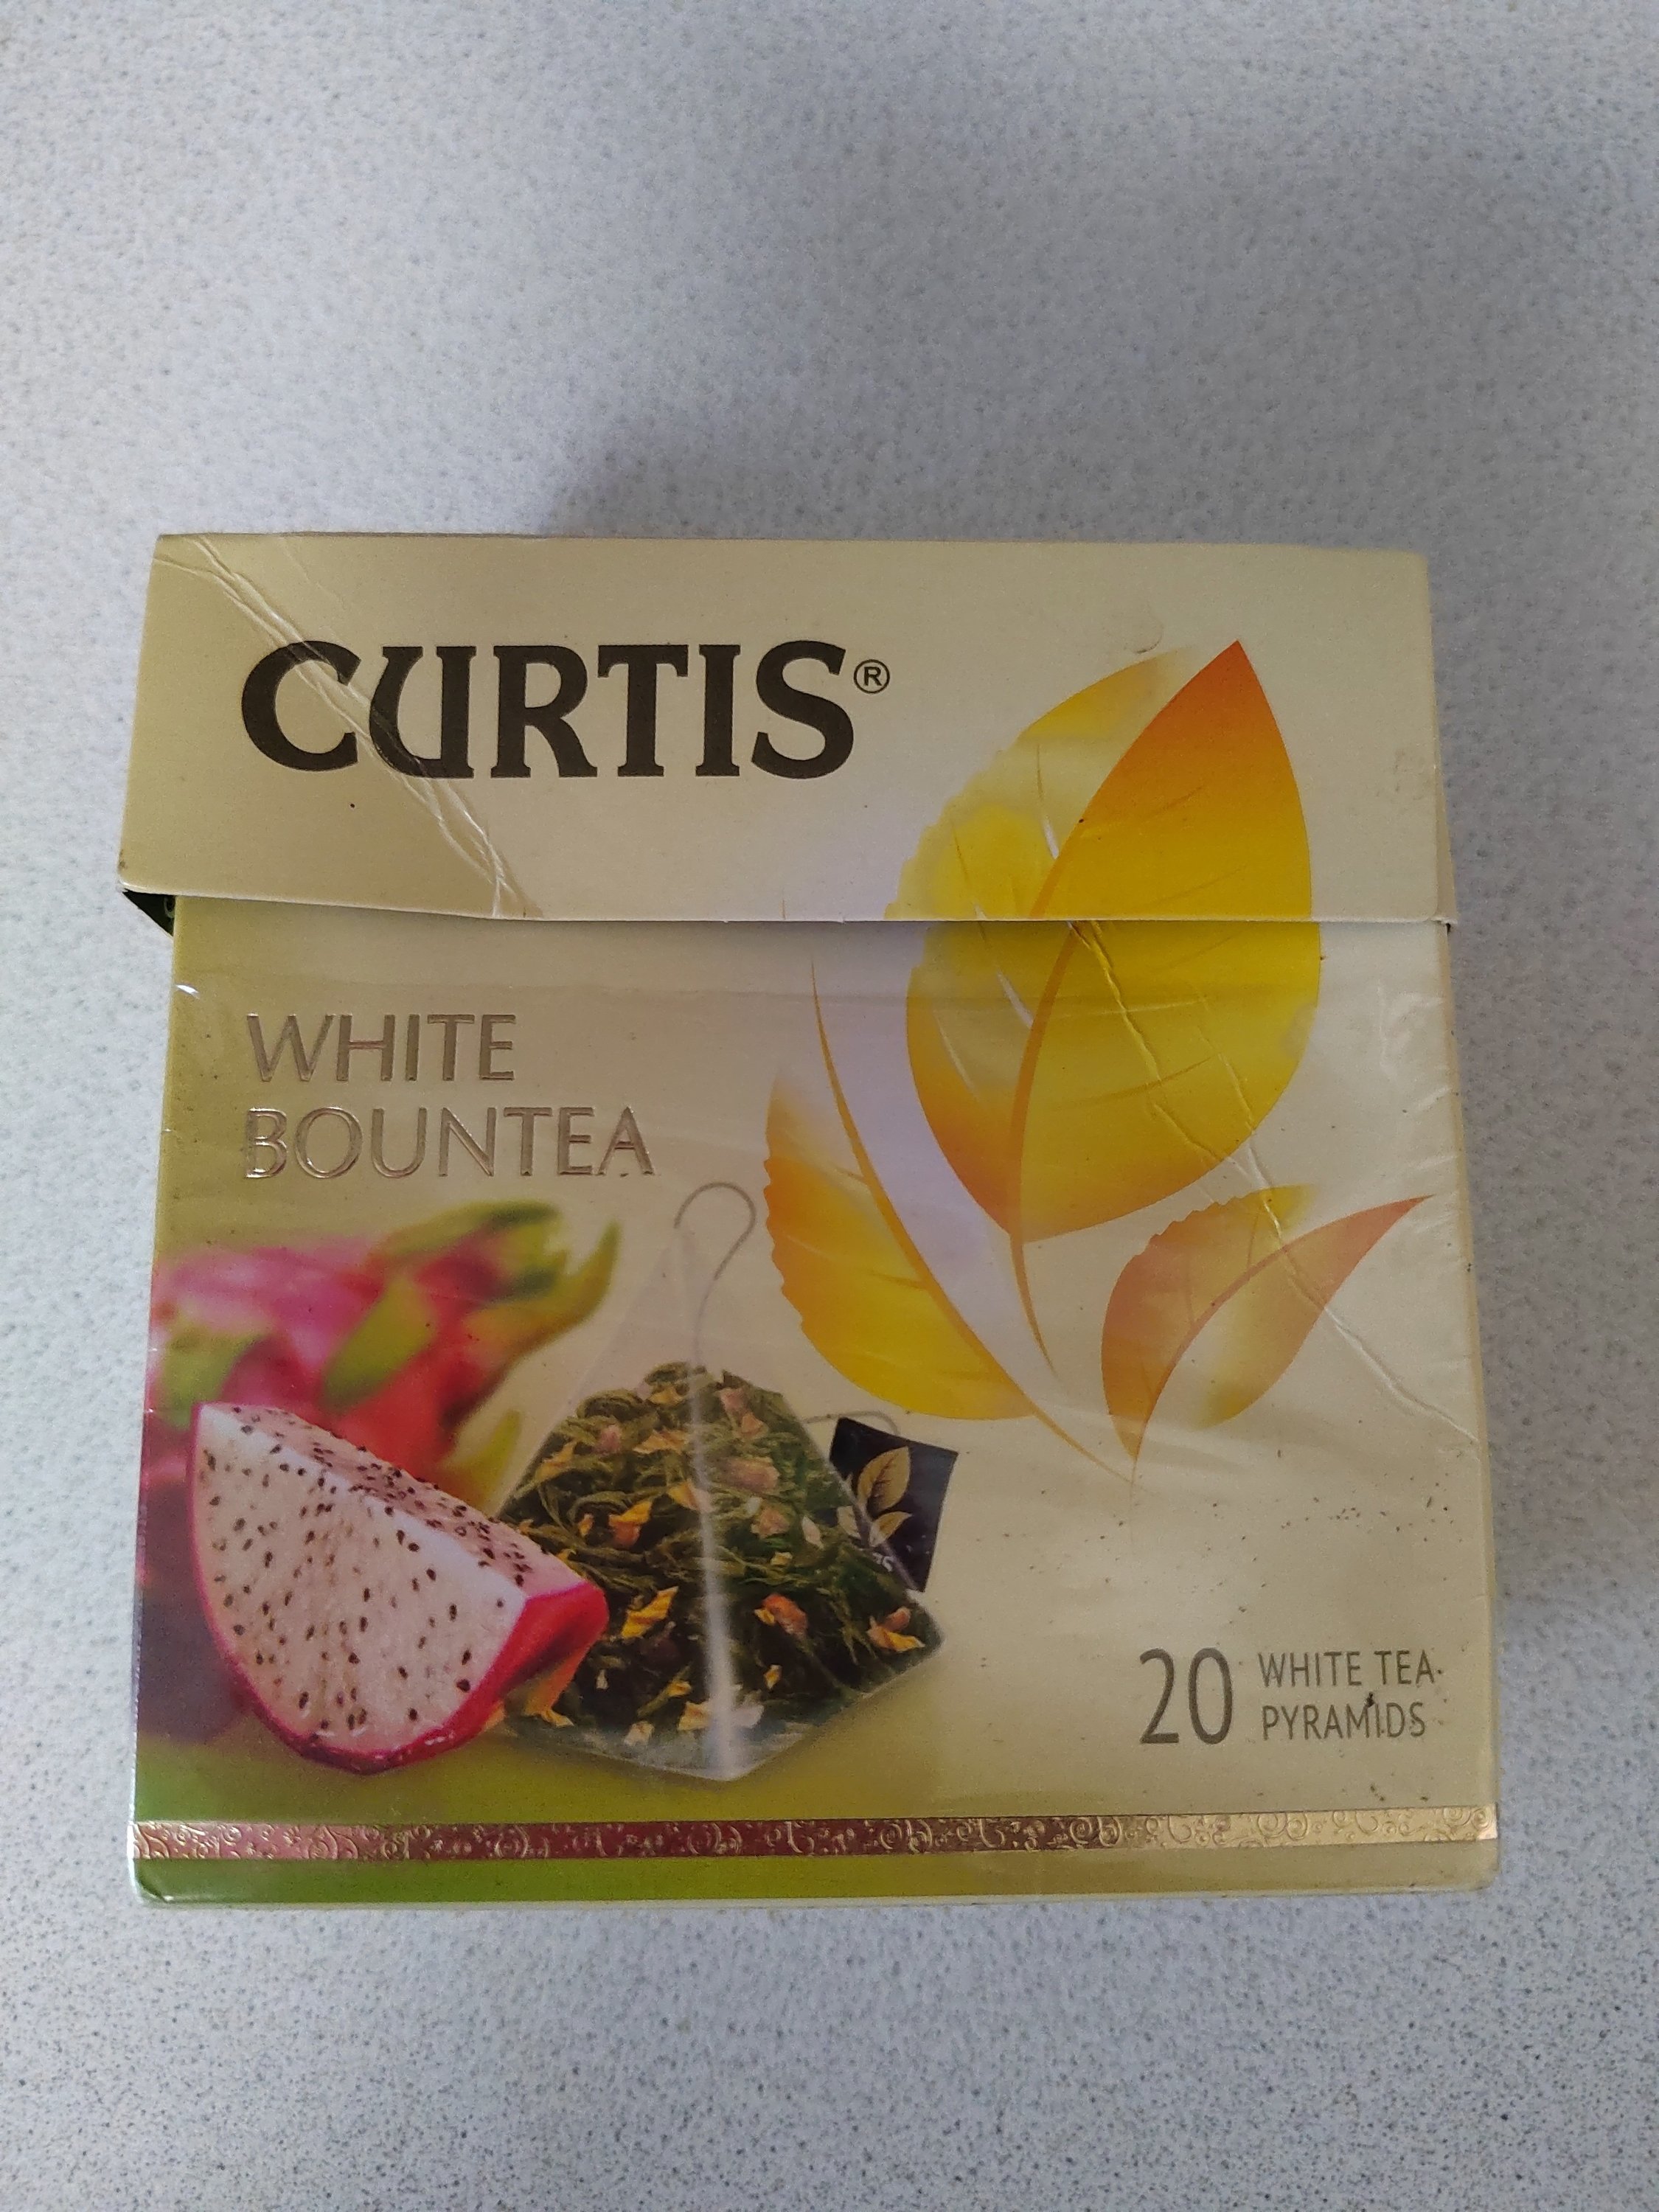 CURTIS®
WHITE
BOUNTEA
20 WHITE TEA
PYRAMIDS